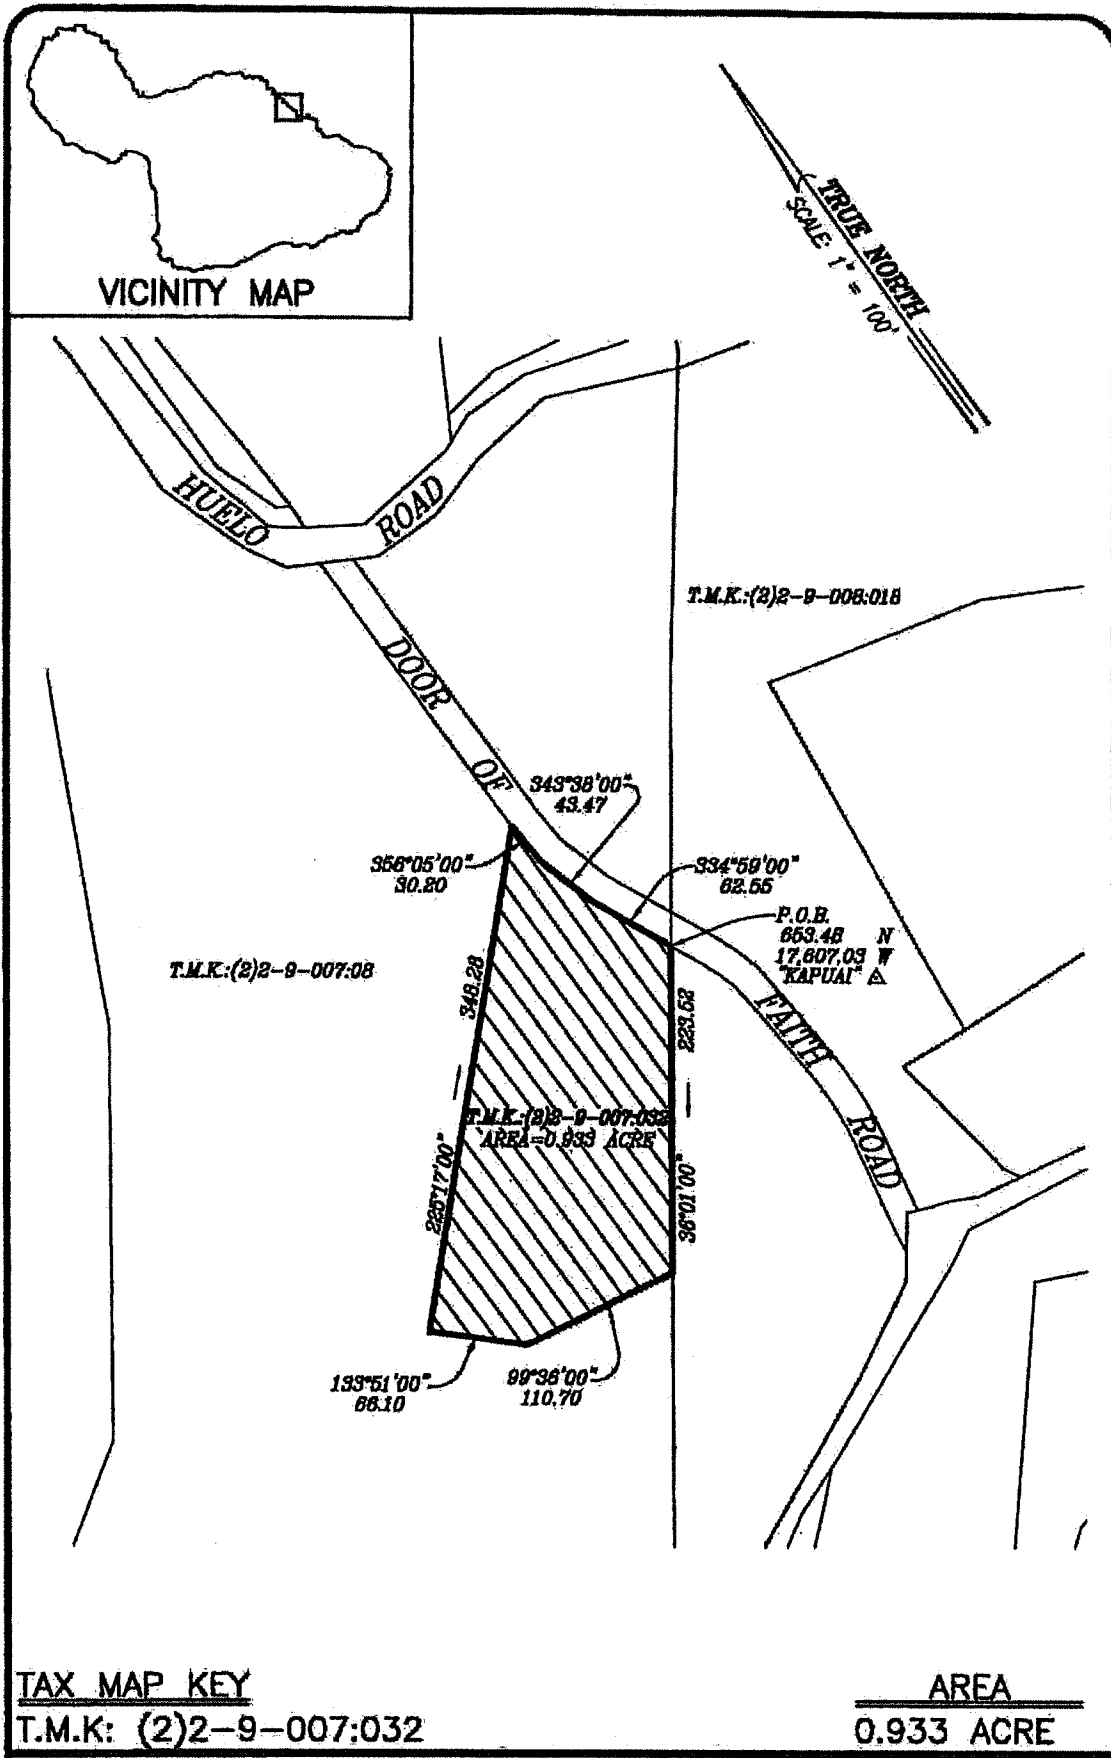 VICINITY MAP
TRUE NORTH
SCALE: 1" = 100'
HUELO ROAD
T.M.K.:(2)2-9-008:018
DOOR OF FAITH ROAD
343°38'00"
43.47
356°05'00"
30.20
334°59'00"
62.55
P.O.B.
653.48 N
17,607.03 W
"KAPUAI"
T.M.K.:(2)2-9-007:08
348.28
223.52
T.M.K.:(2)2-9-007:032
AREA=0.933 ACRE
225°17'00"
36°01'00"
133°51'00"
66.10
99°36'00"
110.70
TAX MAP KEY
T.M.K: (2)2-9-007:032
AREA
0.933 ACRE